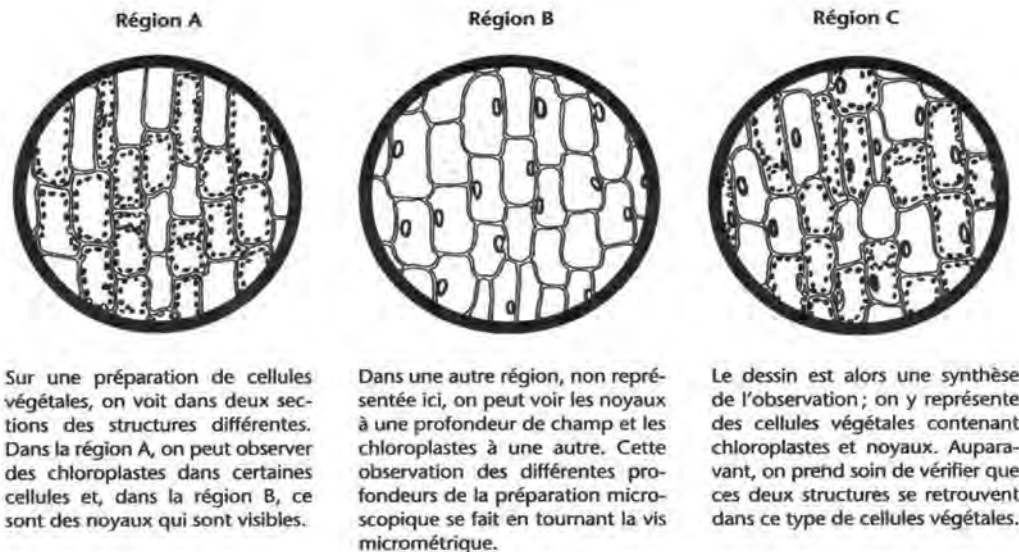 Région A
Région B
Région C
Sur une préparation de cellules
végétales, on voit dans deux sec-
tions des structures différentes.
Dans la région A, on peut observer
des chloroplastes dans certaines
cellules et, dans la région B, ce
sont des noyaux qui sont visibles.
Dans une autre région, non repré-
sentée ici, on peut voir les noyaux
à une profondeur de champ et les
chloroplastes à une autre. Cette
observation des différentes pro-
fondeurs de la préparation micro-
scopique se fait en tournant la vis
micrométrique.
Le dessin est alors une synthèse
de l'observation ; on y représente
des cellules végétales contenant
chloroplastes et noyaux. Aupara-
vant, on prend soin de vérifier que
ces deux structures se retrouvent
dans ce type de cellules végétales.